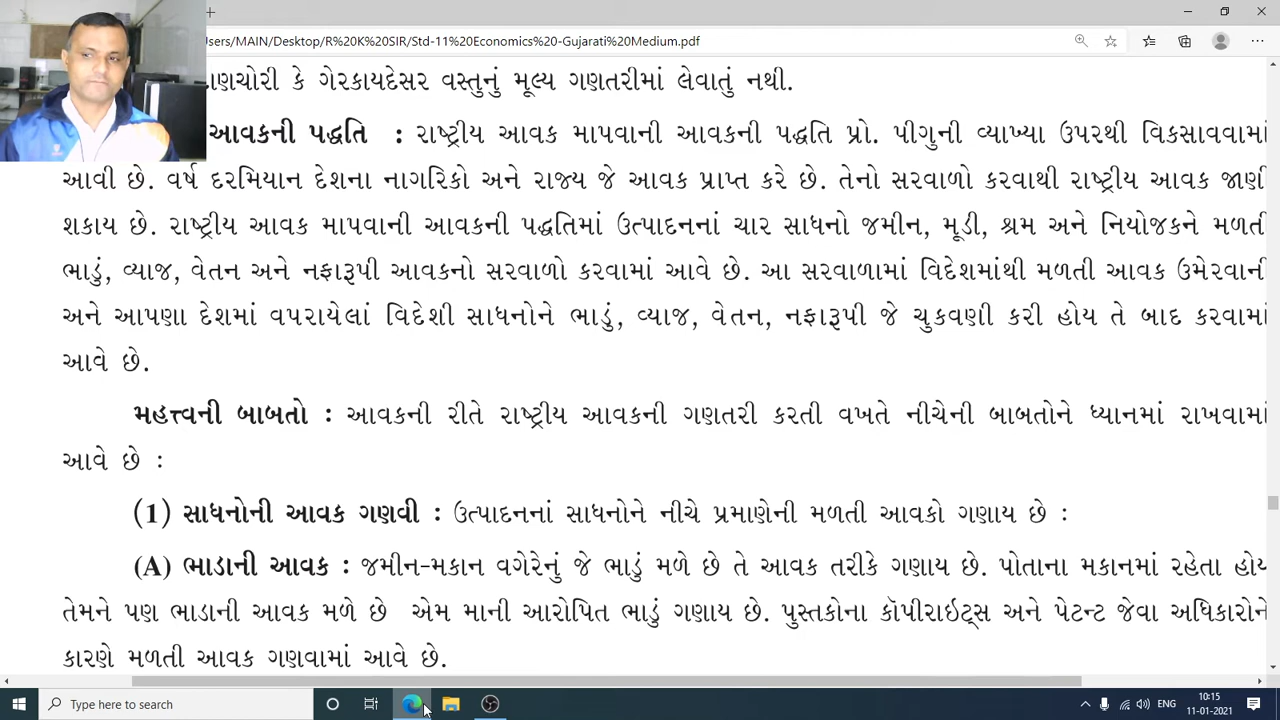 Users/MAIN/Desktop/R%20K%20SIR/Std-11%20Economics%20-Gujarati%20Medium.pdf
કે ગેરકાયદેસર વસ્તુનું મૂલ્ય ગણતરીમાં લેવાતું નથી.
આવકની પદ્ધતિ : રાષ્ટ્રીય આવક માપવાની આવકની પદ્ધતિ પ્રો. પીગુની વ્યાખ્યા ઉપરથી વિકસાવવામાં
આવી છે. વર્ષ દરમિયાન દેશના નાગરિકો અને રાજ્ય જે આવક પ્રાપ્ત કરે છે. તેનો સરવાળો કરવાથી રાષ્ટ્રીય આવક જાણી
શકાય છે. રાષ્ટ્રીય આવક માપવાની આવકની પદ્ધતિમાં ઉત્પાદનનાં ચાર સાધનો જમીન, મૂડી, શ્રમ અને નિયોજકને મળતી
ભાડું, વ્યાજ, વેતન અને નફારૂપી આવકનો સરવાળો કરવામાં આવે છે. આ સરવાળામાં વિદેશમાંથી મળતી આવક ઉમેરવાની
અને આપણા દેશમાં વપરાયેલાં વિદેશી સાધનોને ભાડું, વ્યાજ, વેતન, નફારૂપી જે ચુકવણી કરી હોય તે બાદ કરવામાં
આવે છે.
મહત્ત્વની બાબતો : આવકની રીતે રાષ્ટ્રીય આવકની ગણતરી કરતી વખતે નીચેની બાબતોને ધ્યાનમાં રાખવામાં
આવે છે :
(1) સાધનોની આવક ગણવી : ઉત્પાદનનાં સાધનોને નીચે પ્રમાણેની મળતી આવકો ગણાય છે :
(A) ભાડાની આવક : જમીન-મકાન વગેરેનું જે ભાડું મળે છે તે આવક તરીકે ગણાય છે. પોતાના મકાનમાં રહેતા હોય
તેમને પણ ભાડાની આવક મળે છે એમ માની આરોપિત ભાડું ગણાય છે. પુસ્તકોના કૉપીરાઇટ્સ અને પેટન્ટ જેવા અધિકારોને
કારણે મળતી આવક ગણવામાં આવે છે.
Type here to search
ENG
10:15
11-01-2021